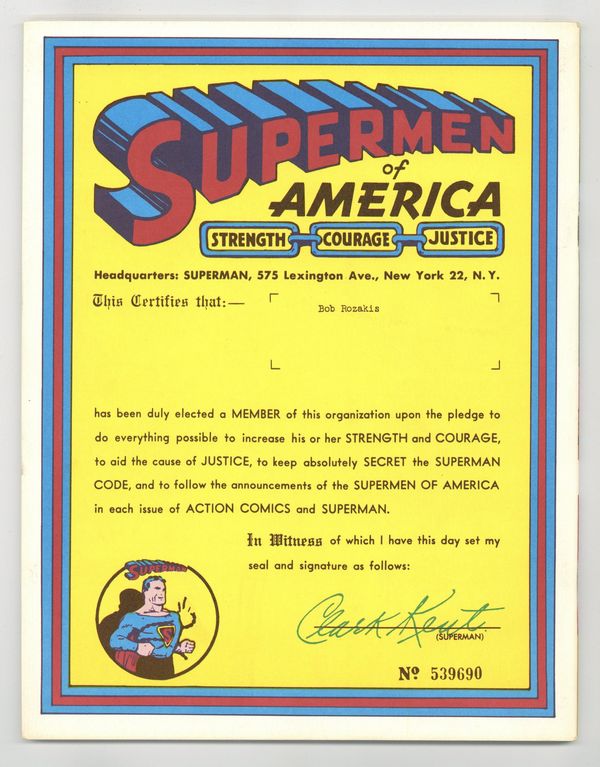 SUPERMEN
of
AMERICA
STRENGTH COURAGE JUSTICE
Headquarters: SUPERMAN, 575 Lexington Ave., New York 22, N. Y.
This Certifies that:—
Bob Rozakis
has been duly elected a MEMBER of this organization upon the pledge to
do everything possible to increase his or her STRENGTH and COURAGE,
to aid the cause of JUSTICE, to keep absolutely SECRET the SUPERMAN
CODE, and to follow the announcements of the SUPERMEN OF AMERICA
in each issue of ACTION COMICS and SUPERMAN.
In Witness of which I have this day set my
seal and signature as follows:
SUPERMAN
Clark Kent
(SUPERMAN)
Nº 539690